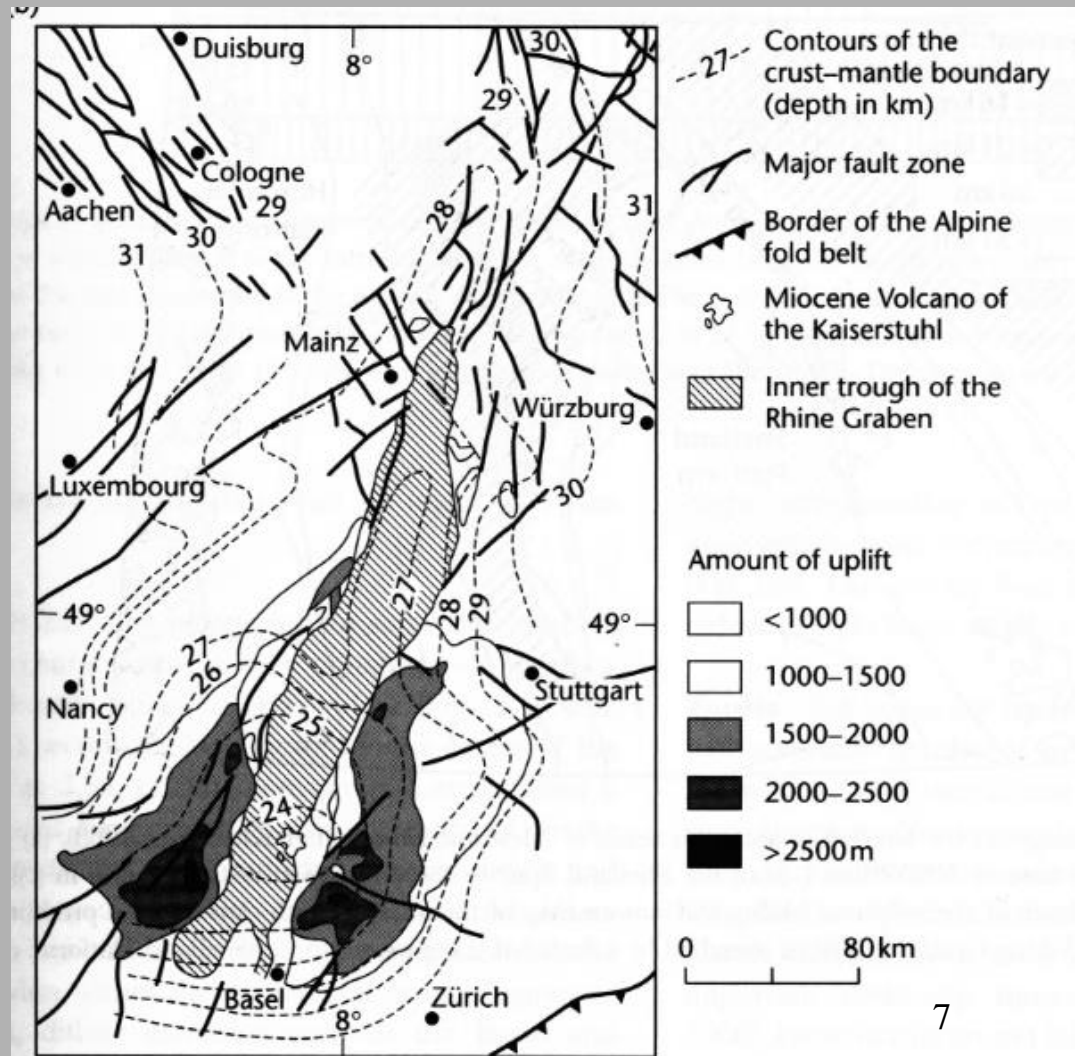 (b)
Duisburg
8°
30
29
Cologne
Aachen
29
30
31
28
31
Mainz
Würzburg
Luxembourg
30
27
28
29
49°
49°
27
26
Nancy
25
Stuttgart
24
Basel
8°
Zürich
27
Contours of the
crust–mantle boundary
(depth in km)
Major fault zone
Border of the Alpine
fold belt
Miocene Volcano of
the Kaiserstuhl
Inner trough of the
Rhine Graben
Amount of uplift
<1000
1000–1500
1500–2000
2000–2500
>2500 m
0 80 km
7